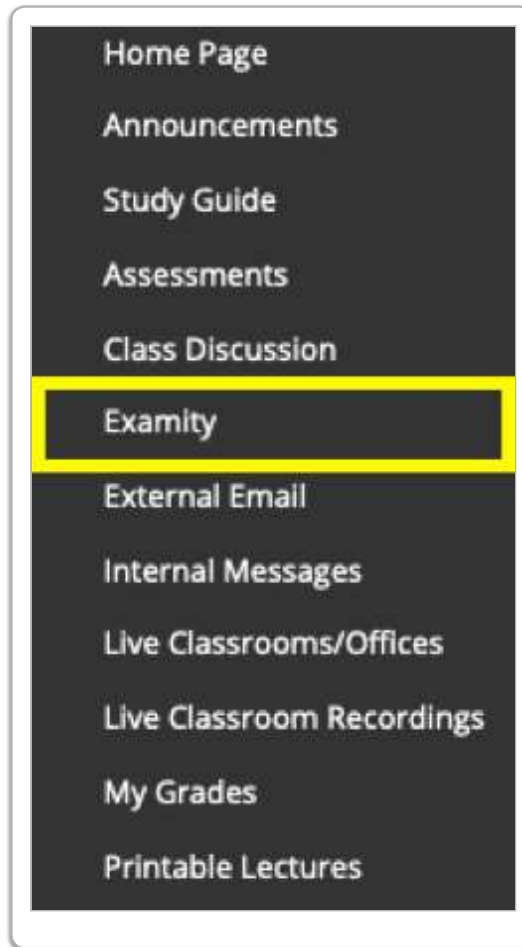 Home Page
Announcements
Study Guide
Assessments
Class Discussion
Examity
External Email
Internal Messages
Live Classrooms/Offices
Live Classroom Recordings
My Grades
Printable Lectures